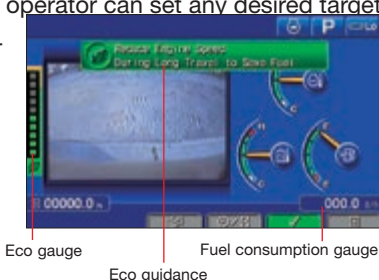 operator can set any desired target
P Lo
Reduce Engine Speed
During Long Travel to Save Fuel
H
C
C
00000.0 h
000.0
Eco gauge
Fuel consumption gauge
Eco guidance